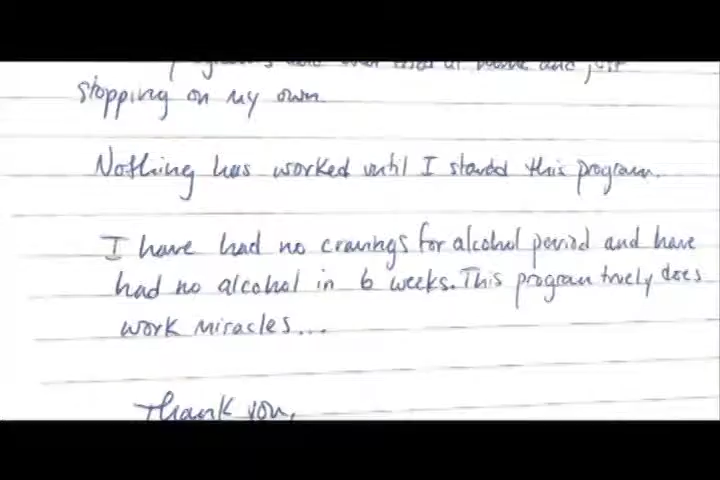 stopping on my own
Nothing has worked until I started this program.
I have had no cravings for alcohol period and have
had no alcohol in 6 weeks. This program truely does
work miracles...
Thank you,